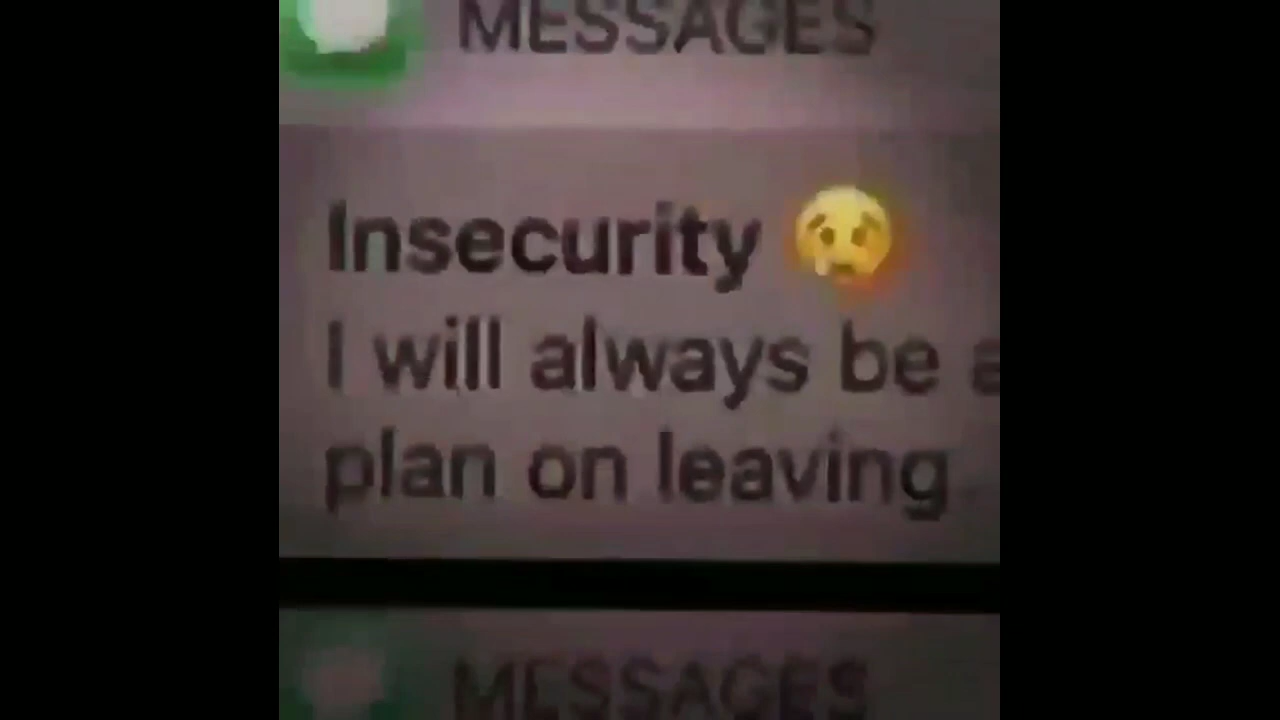 MESSAGES
Insecurity 😢
I will always be a
plan on leaving
MESSAGES